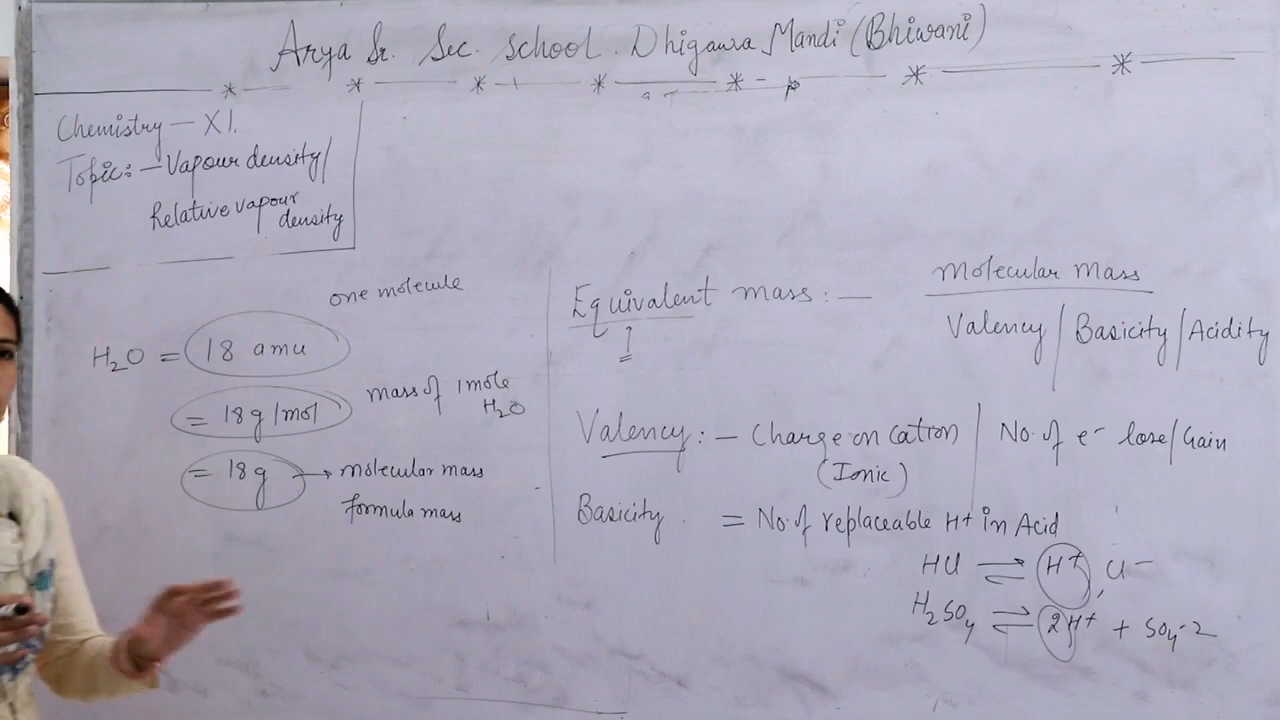 Arya Sr. Sec. School. Dhigawa Mandi (Bhiwani)
Chemistry - XI.
Topic:- Vapour density/
Relative vapour
density
one molecule
H₂O = 18 amu
= 18g/mol
mass of 1 mole
H₂O
= 18g → molecular mass
formula mass
Equivalent mass: -
Molecular mass
Valency / Basicity / Acidity
Valency: - Charge on Cation / No. of e⁻ lose/Gain
(Ionic)
Basicity = No. of replaceable H+ in Acid
HCl ⇌ H+, Cl⁻
H₂SO₄ ⇌ 2H+ + SO₄-2